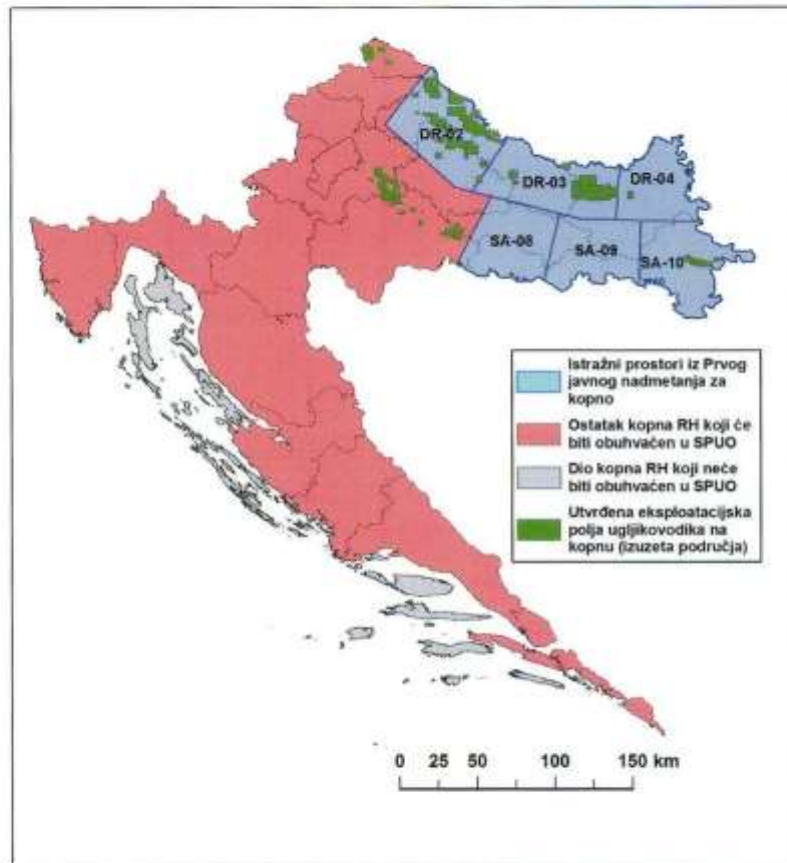 DR-02
DR-03
DR-04
SA-08
SA-09
SA-10
Istražni prostori iz Prvog
javnog nadmetanja za
kopno
Ostatak kopna RH koji će
biti obuhvaćen u SPUO
Dio kopna RH koji neće
biti obuhvaćen u SPUO
Utvrđena eksploatacijska
polja ugljikovodika na
kopnu (izuzeta područja)
0 25 50 100 150 km